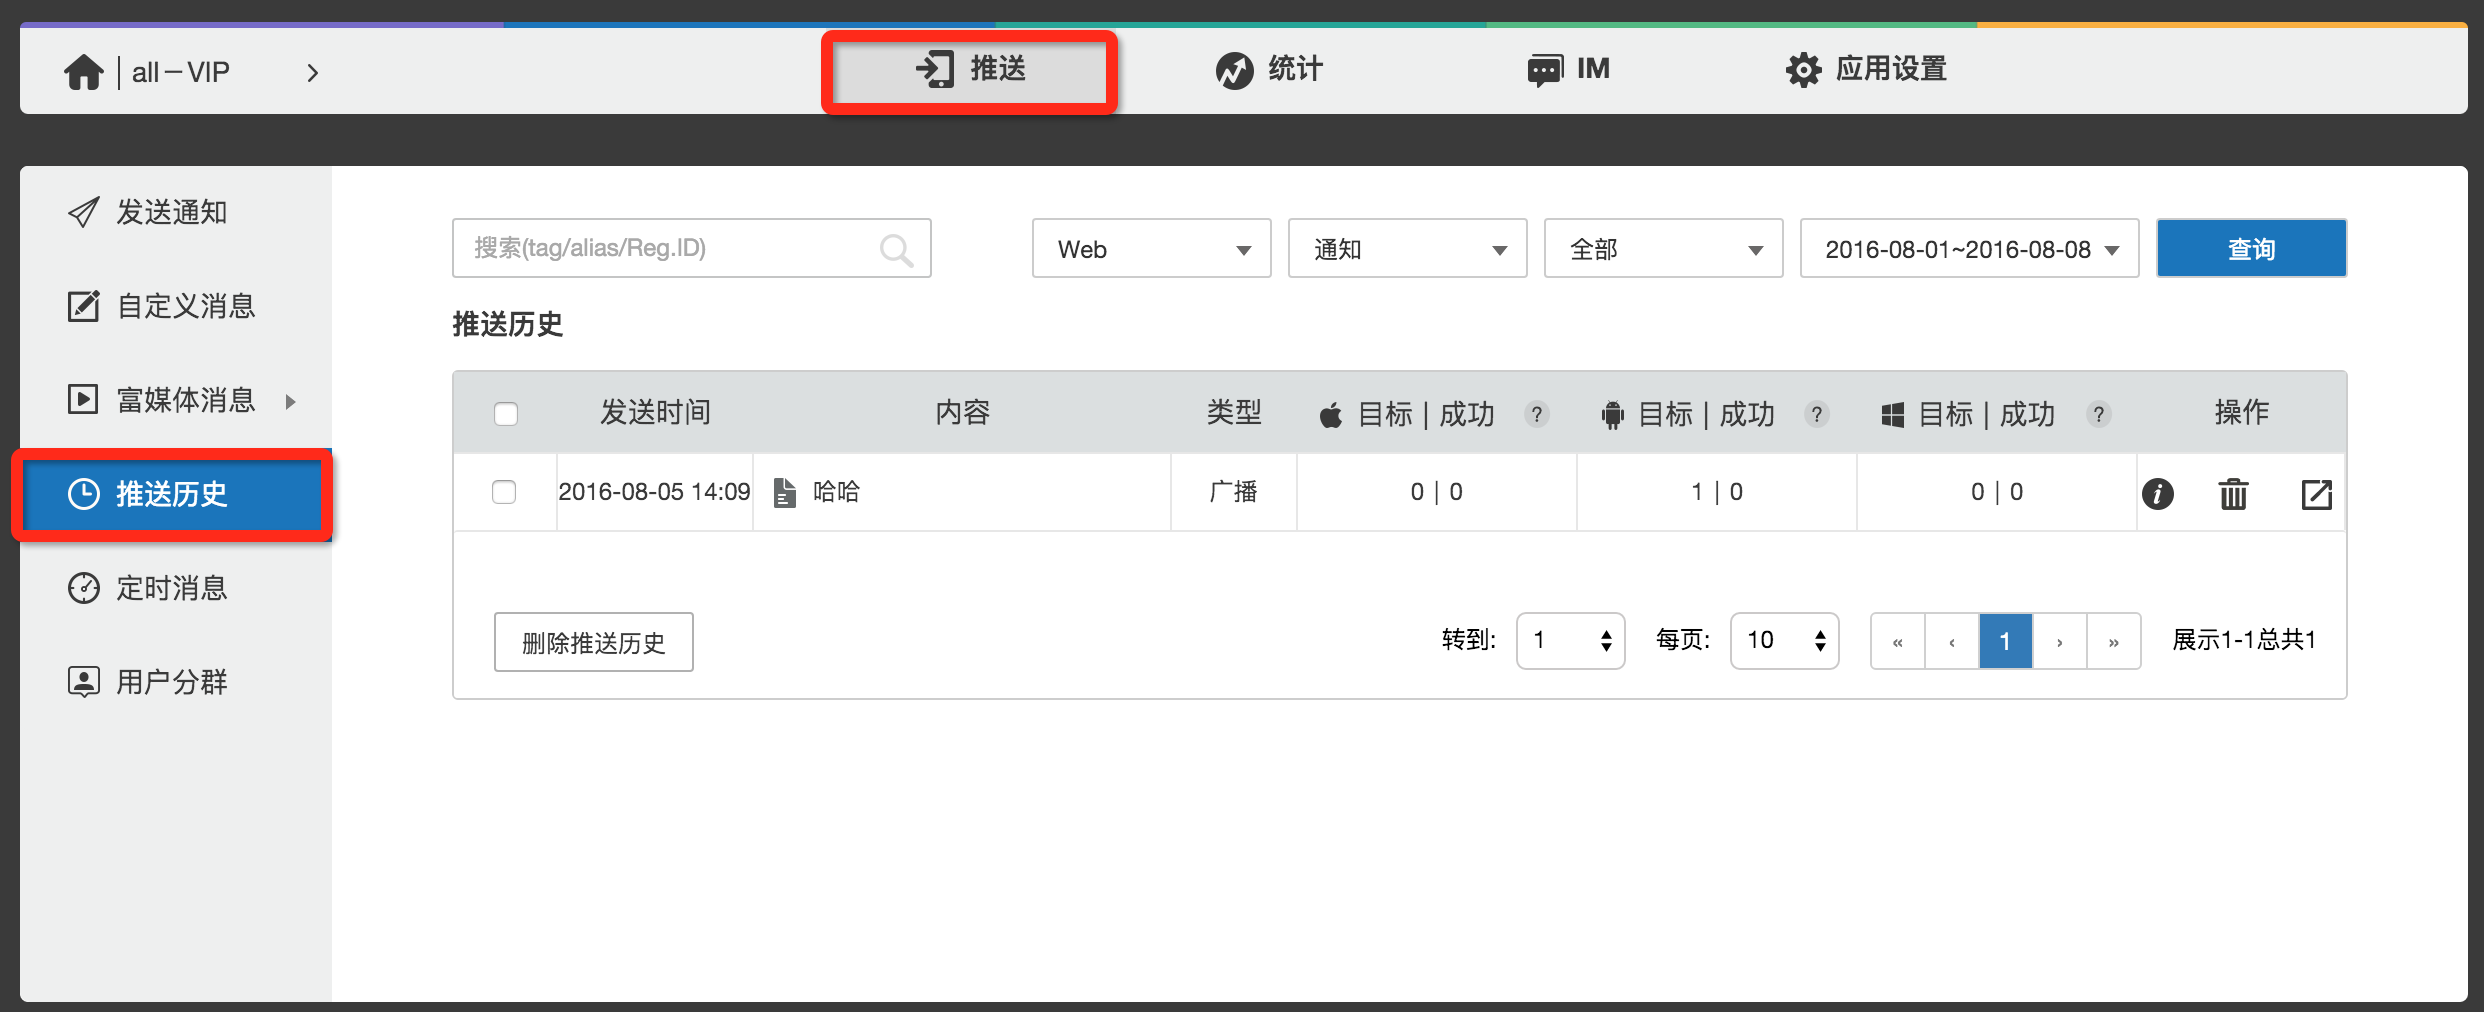 all－VIP
推送
统计
IM
应用设置
发送通知
自定义消息
富媒体消息
推送历史
定时消息
用户分群
搜索(tag/alias/Reg.ID)
Web
通知
全部
2016-08-01~2016-08-08
查询
推送历史
发送时间 内容 类型 目标 | 成功 ? 目标 | 成功 ? 目标 | 成功 ? 操作
2016-08-05 14:09 哈哈 广播 0 | 0 1 | 0 0 | 0
删除推送历史
转到: 1 每页: 10 « ‹ 1 › » 展示1-1总共1